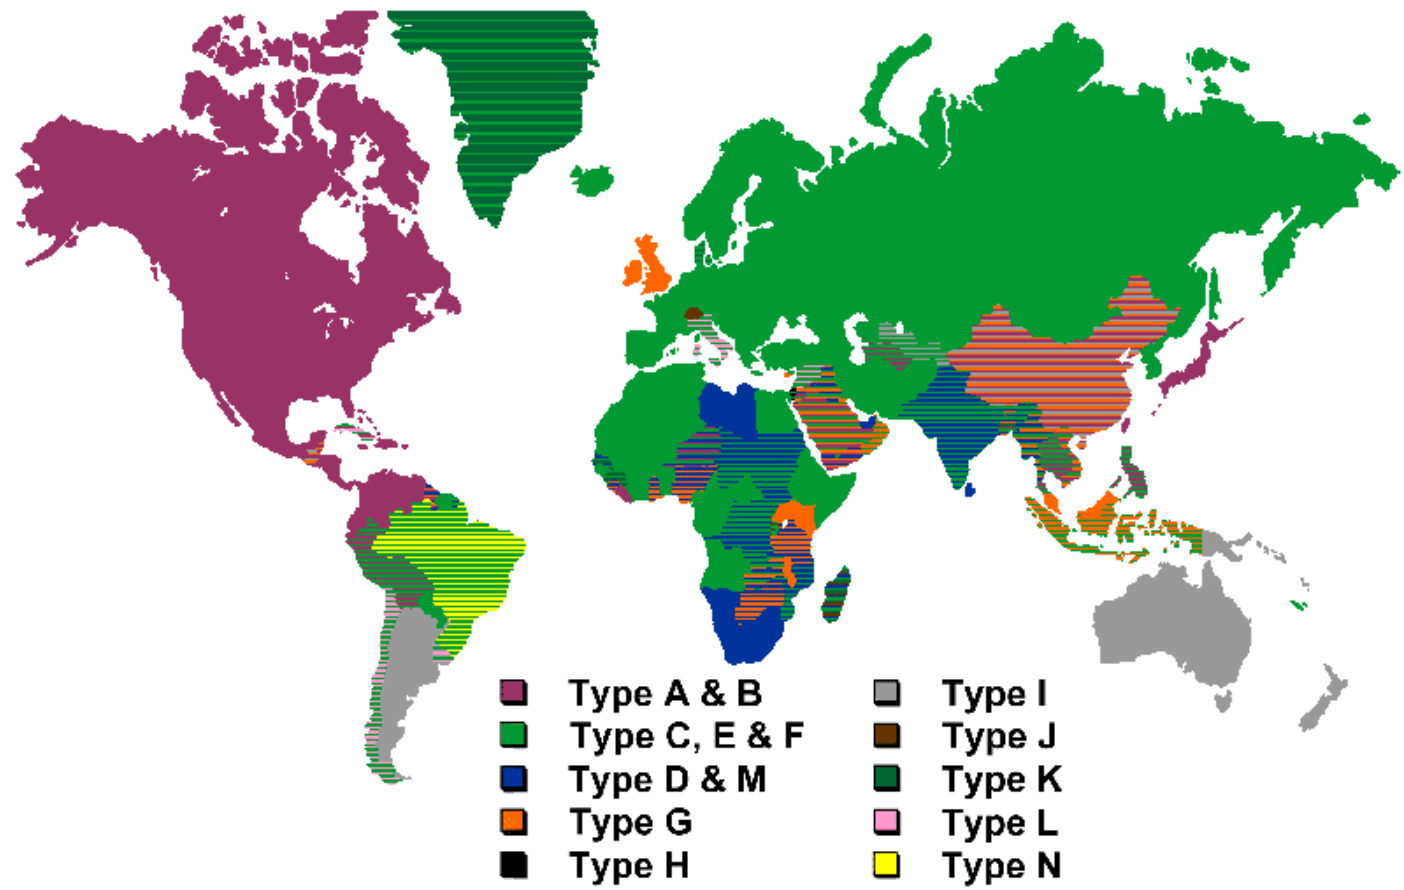 Type A & B
Type C, E & F
Type D & M
Type G
Type H
Type I
Type J
Type K
Type L
Type N